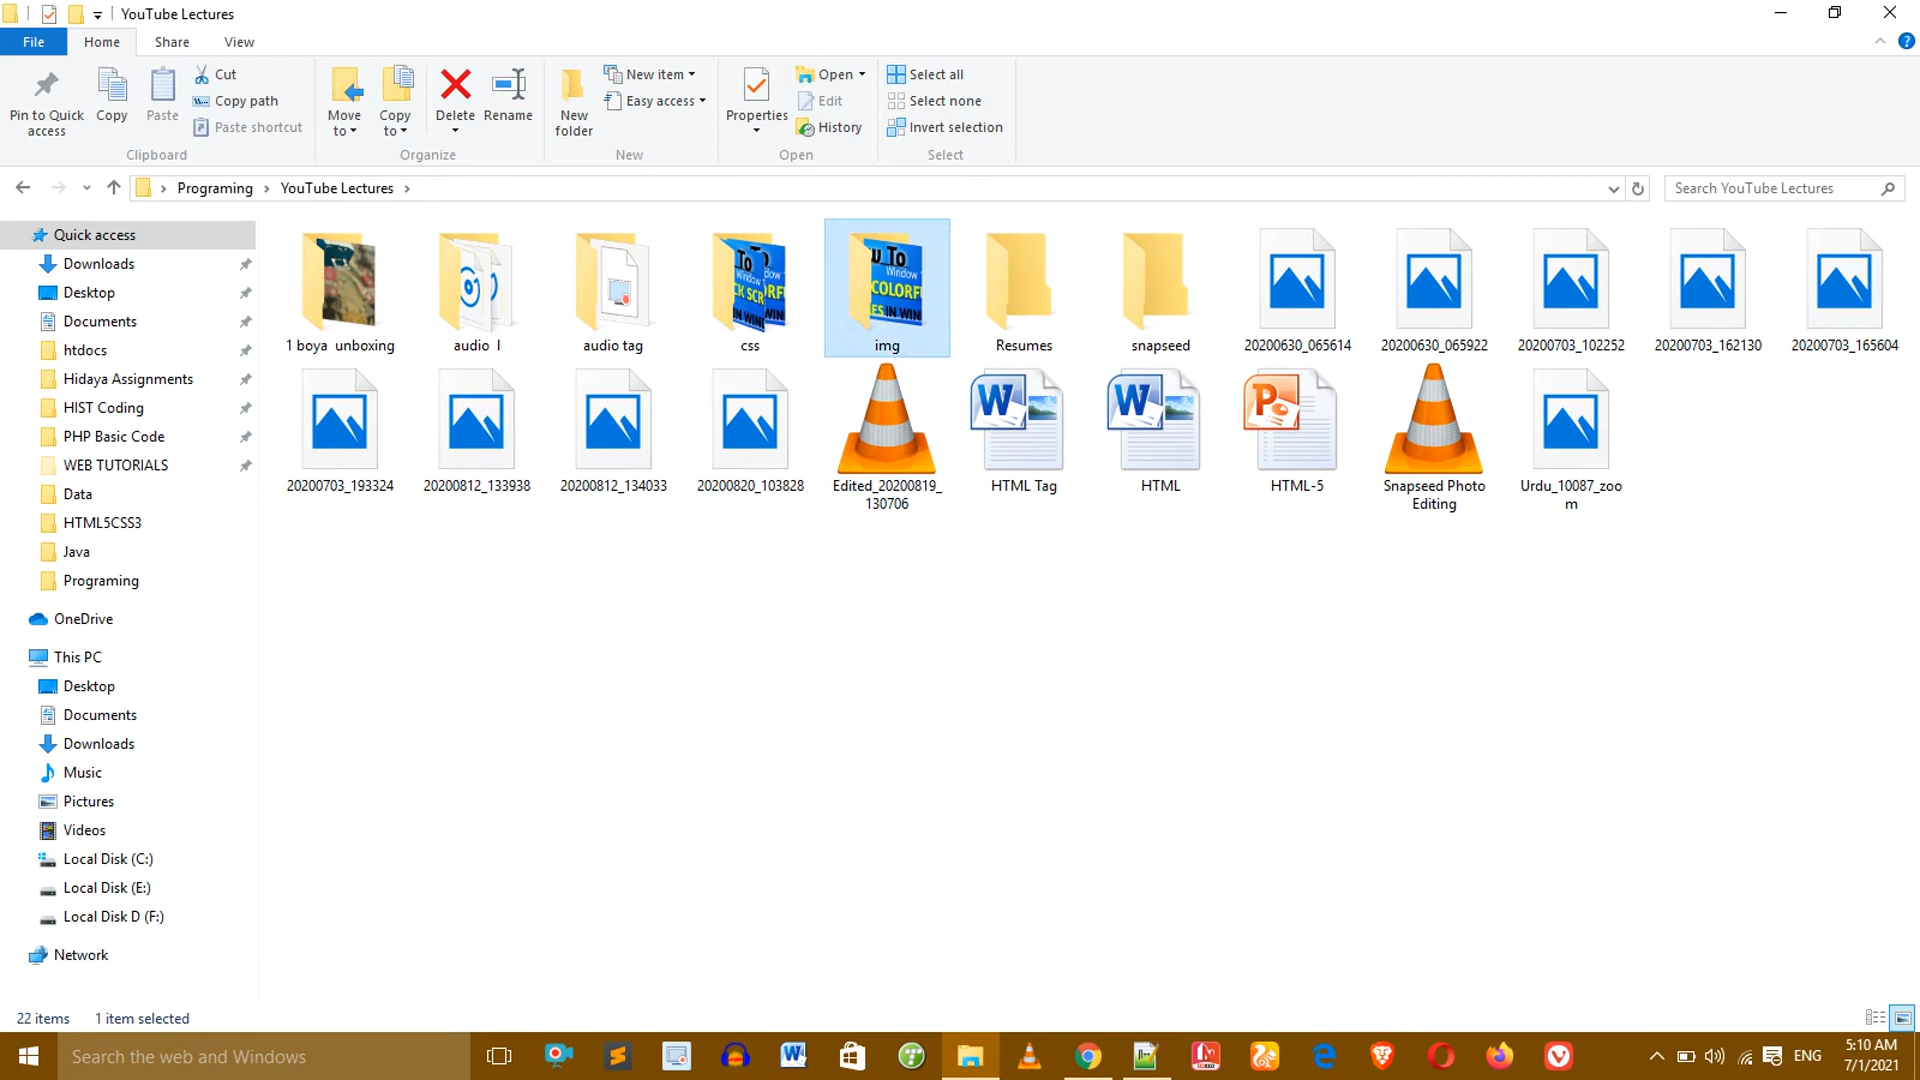 YouTube Lectures
File
Home
Share
View
Pin to Quick
access
Copy
Paste
Cut
Copy path
Paste shortcut
Clipboard
Move
to
Copy
to
Delete
Rename
Organize
New
folder
New item
Easy access
New
Properties
Open
Edit
History
Open
Select all
Select none
Invert selection
Select
Programing
YouTube Lectures
Search YouTube Lectures
Quick access
Downloads
Desktop
Documents
htdocs
Hidaya Assignments
HIST Coding
PHP Basic Code
WEB TUTORIALS
Data
HTML5CSS3
Java
Programing
OneDrive
This PC
Desktop
Documents
Downloads
Music
Pictures
Videos
Local Disk (C:)
Local Disk (E:)
Local Disk D (F:)
Network
1 boya unboxing
audio l
audio tag
css
img
Resumes
snapseed
20200630_065614
20200630_065922
20200703_102252
20200703_162130
20200703_165604
20200703_193324
20200812_133938
20200812_134033
20200820_103828
Edited_20200819_
130706
HTML Tag
HTML
HTML-5
Snapseed Photo
Editing
Urdu_10087_zoo
m
22 items
1 item selected
Search the web and Windows
ENG
5:10 AM
7/1/2021